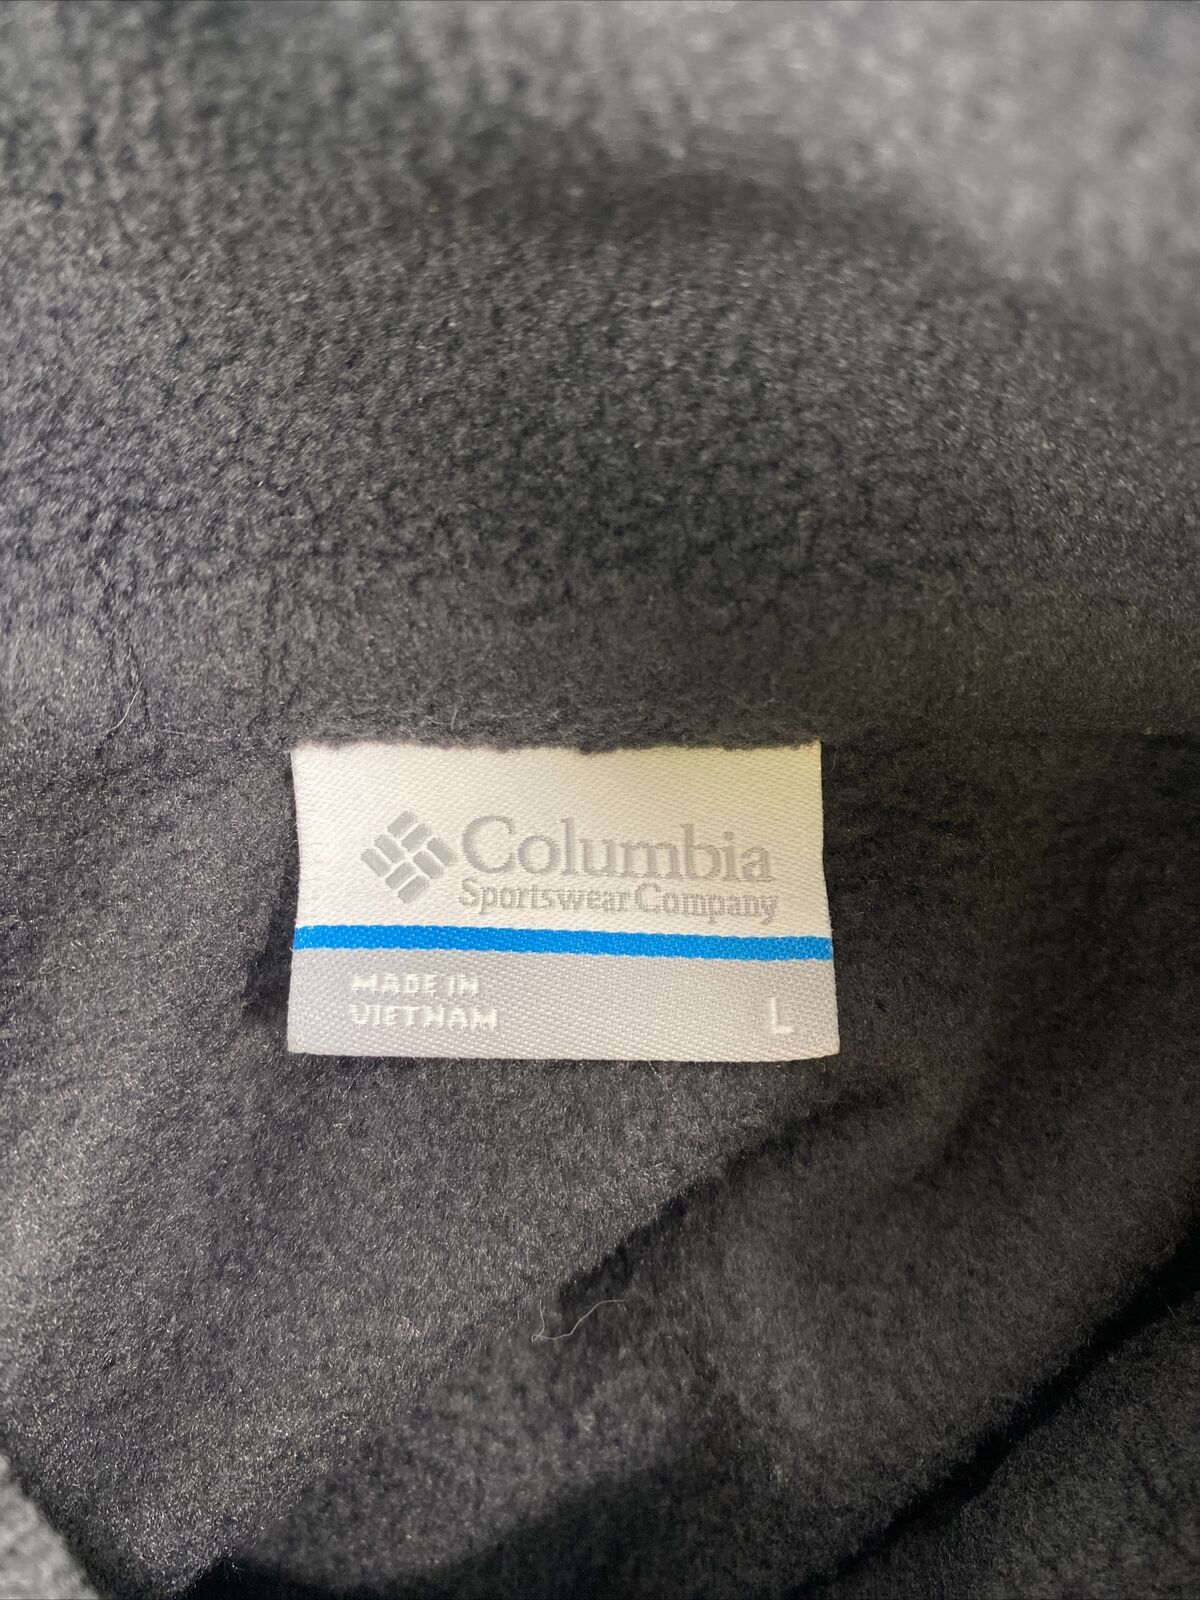 Columbia
Sportswear Company
MADE IN
VIETNAM
L